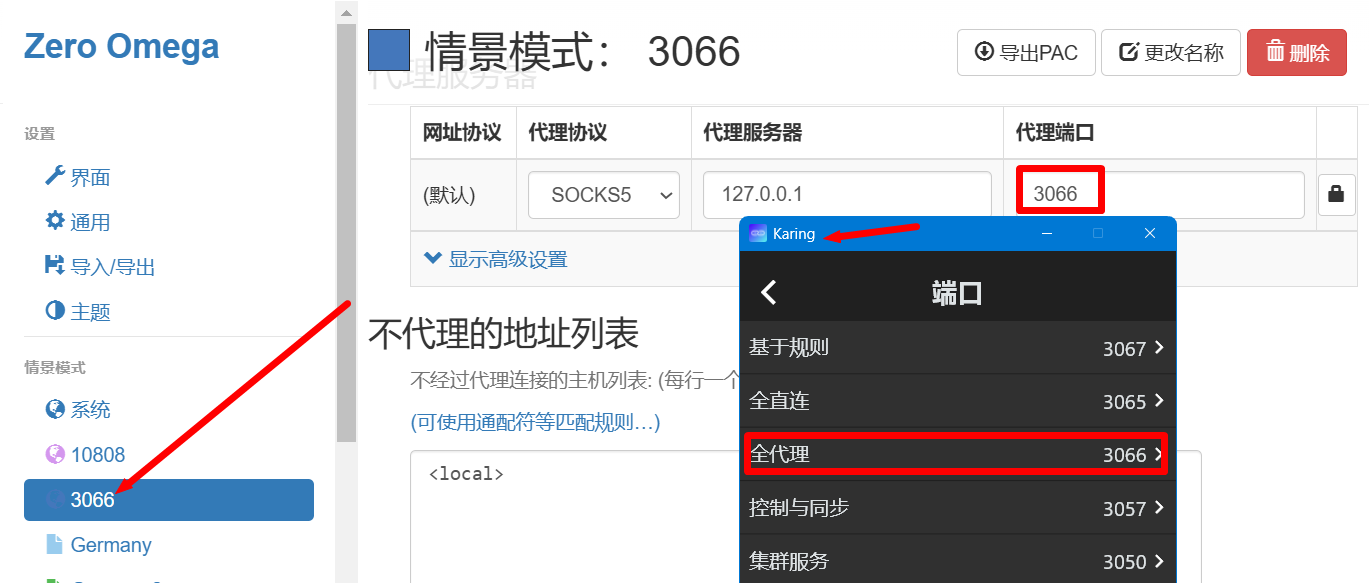 Zero Omega
设置
界面
通用
导入/导出
主题
情景模式
系统
10808
3066
Germany
情景模式： 3066
代理服务器
导出PAC
更改名称
删除
网址协议 代理协议 代理服务器 代理端口
(默认) SOCKS5 127.0.0.1 3066
显示高级设置
不代理的地址列表
不经过代理连接的主机列表: (每行一个
(可使用通配符等匹配规则…)
<local>
Karing
端口
基于规则 3067
全直连 3065
全代理 3066
控制与同步 3057
集群服务 3050